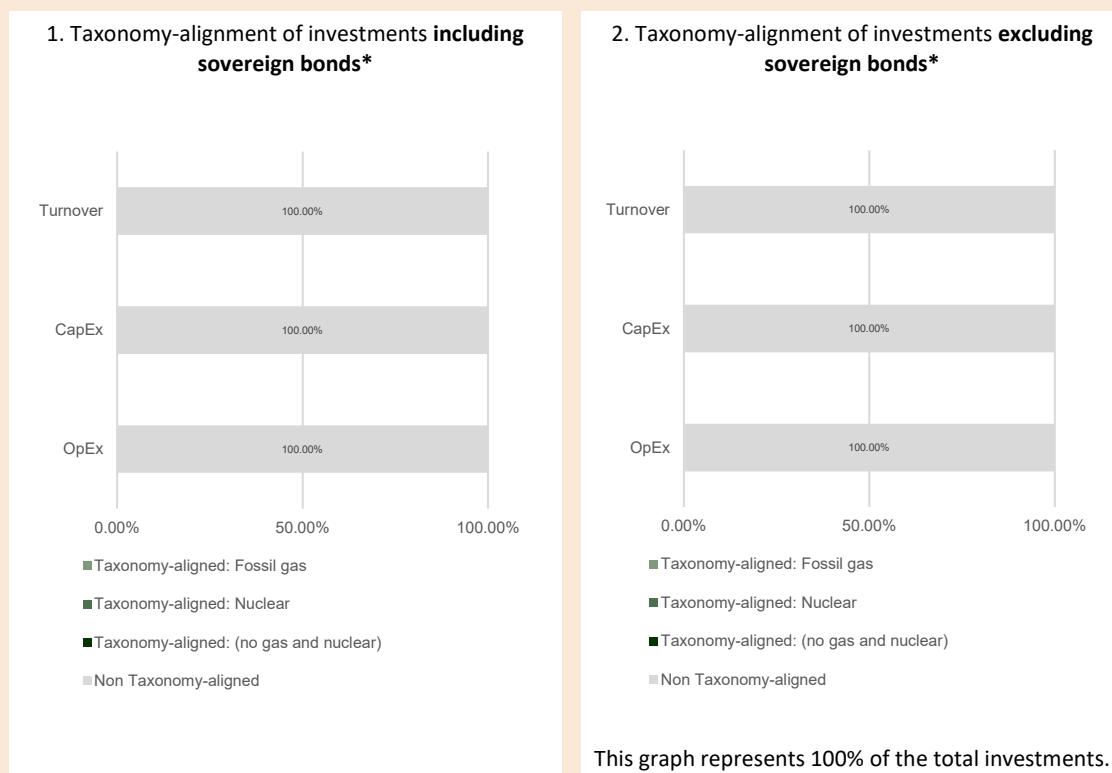 1. Taxonomy-alignment of investments including
sovereign bonds*
Turnover
100.00%
CapEx
100.00%
OpEx
100.00%
0.00%
50.00%
100.00%
Taxonomy-aligned: Fossil gas
Taxonomy-aligned: Nuclear
Taxonomy-aligned: (no gas and nuclear)
Non Taxonomy-aligned
2. Taxonomy-alignment of investments excluding
sovereign bonds*
Turnover
100.00%
CapEx
100.00%
OpEx
100.00%
0.00%
50.00%
100.00%
Taxonomy-aligned: Fossil gas
Taxonomy-aligned: Nuclear
Taxonomy-aligned: (no gas and nuclear)
Non Taxonomy-aligned
This graph represents 100% of the total investments.